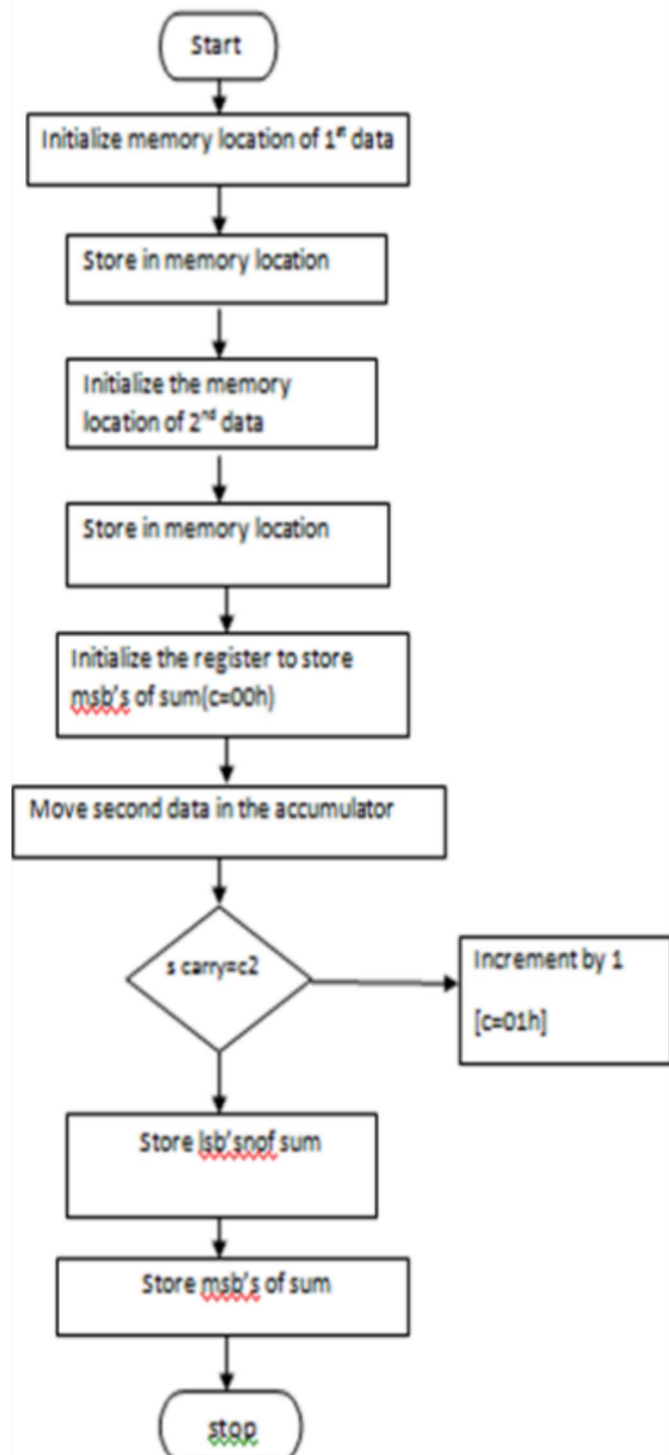 Start
Initialize memory location of 1st data
Store in memory location
Initialize the memory
location of 2nd data
Store in memory location
Initialize the register to store
msb's of sum(c=00h)
Move second data in the accumulator
s carry=c2
Increment by 1
[c=01h]
Store lsb'snof sum
Store msb's of sum
stop